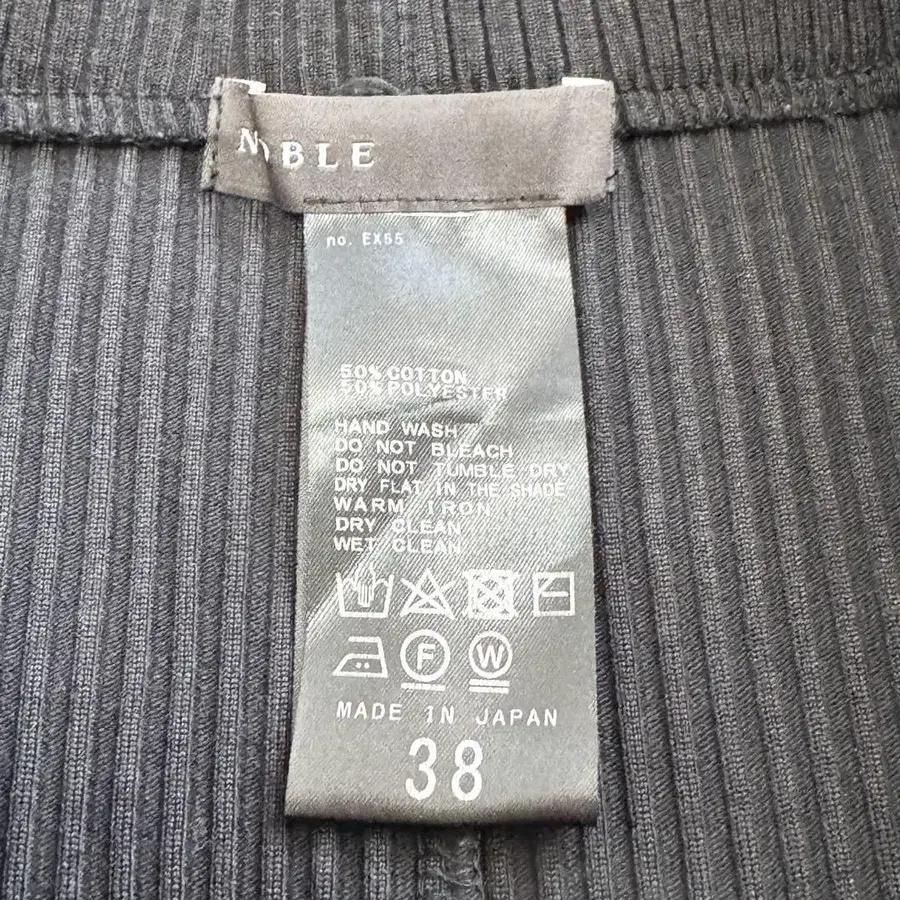 NOBLE
no. EX55
50% COTTON
50% POLYESTER
HAND WASH
DO NOT BLEACH
DO NOT TUMBLE DRY
DRY FLAT IN THE SHADE
WARM IRON
DRY CLEAN
WET CLEAN
F W
MADE IN JAPAN
38